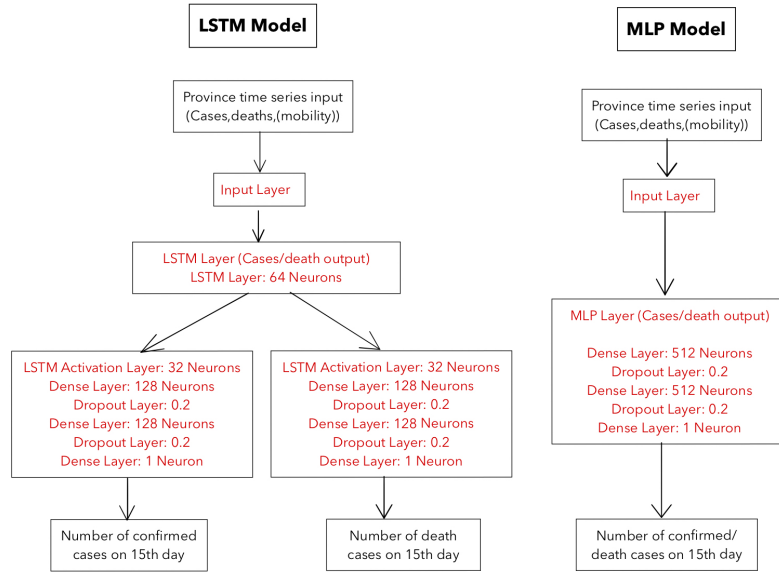 LSTM Model
Province time series input
(Cases,deaths,(mobility))
Input Layer
LSTM Layer (Cases/death output)
LSTM Layer: 64 Neurons
LSTM Activation Layer: 32 Neurons
Dense Layer: 128 Neurons
Dropout Layer: 0.2
Dense Layer: 128 Neurons
Dropout Layer: 0.2
Dense Layer: 1 Neuron
Number of confirmed
cases on 15th day
LSTM Activation Layer: 32 Neurons
Dense Layer: 128 Neurons
Dropout Layer: 0.2
Dense Layer: 128 Neurons
Dropout Layer: 0.2
Dense Layer: 1 Neuron
Number of death
cases on 15th day
MLP Model
Province time series input
(Cases,deaths,(mobility))
Input Layer
MLP Layer (Cases/death output)
Dense Layer: 512 Neurons
Dropout Layer: 0.2
Dense Layer: 512 Neurons
Dropout Layer: 0.2
Dense Layer: 1 Neuron
Number of confirmed/
death cases on 15th day